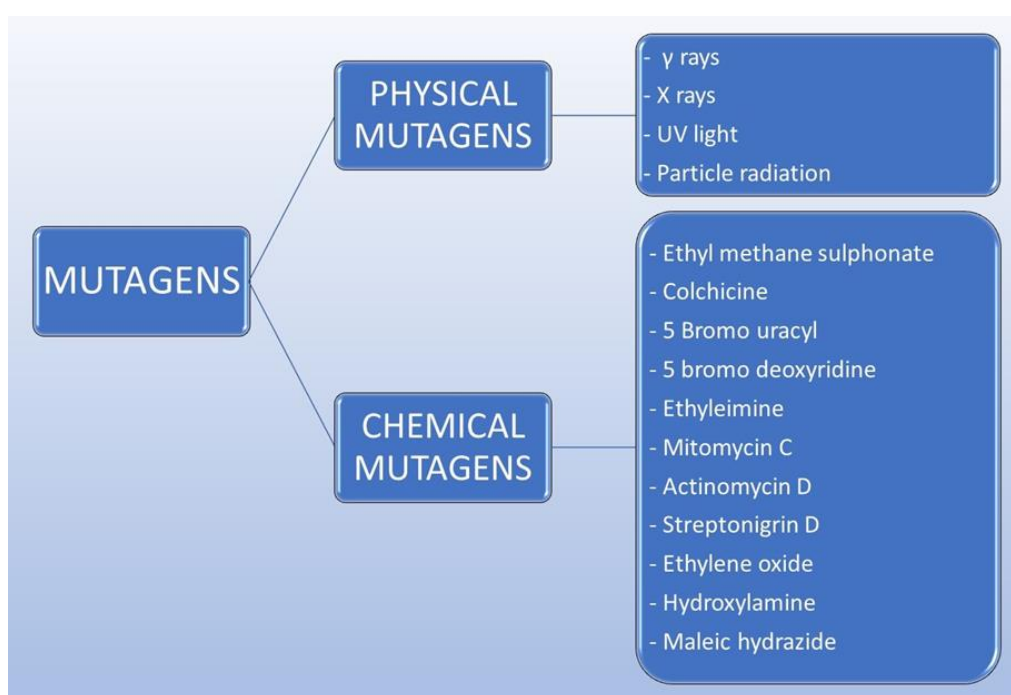 MUTAGENS
PHYSICAL
MUTAGENS
- γ rays
- X rays
- UV light
- Particle radiation
CHEMICAL
MUTAGENS
- Ethyl methane sulphonate
- Colchicine
- 5 Bromo uracyl
- 5 bromo deoxyridine
- Ethyleimine
- Mitomycin C
- Actinomycin D
- Streptonigrin D
- Ethylene oxide
- Hydroxylamine
- Maleic hydrazide